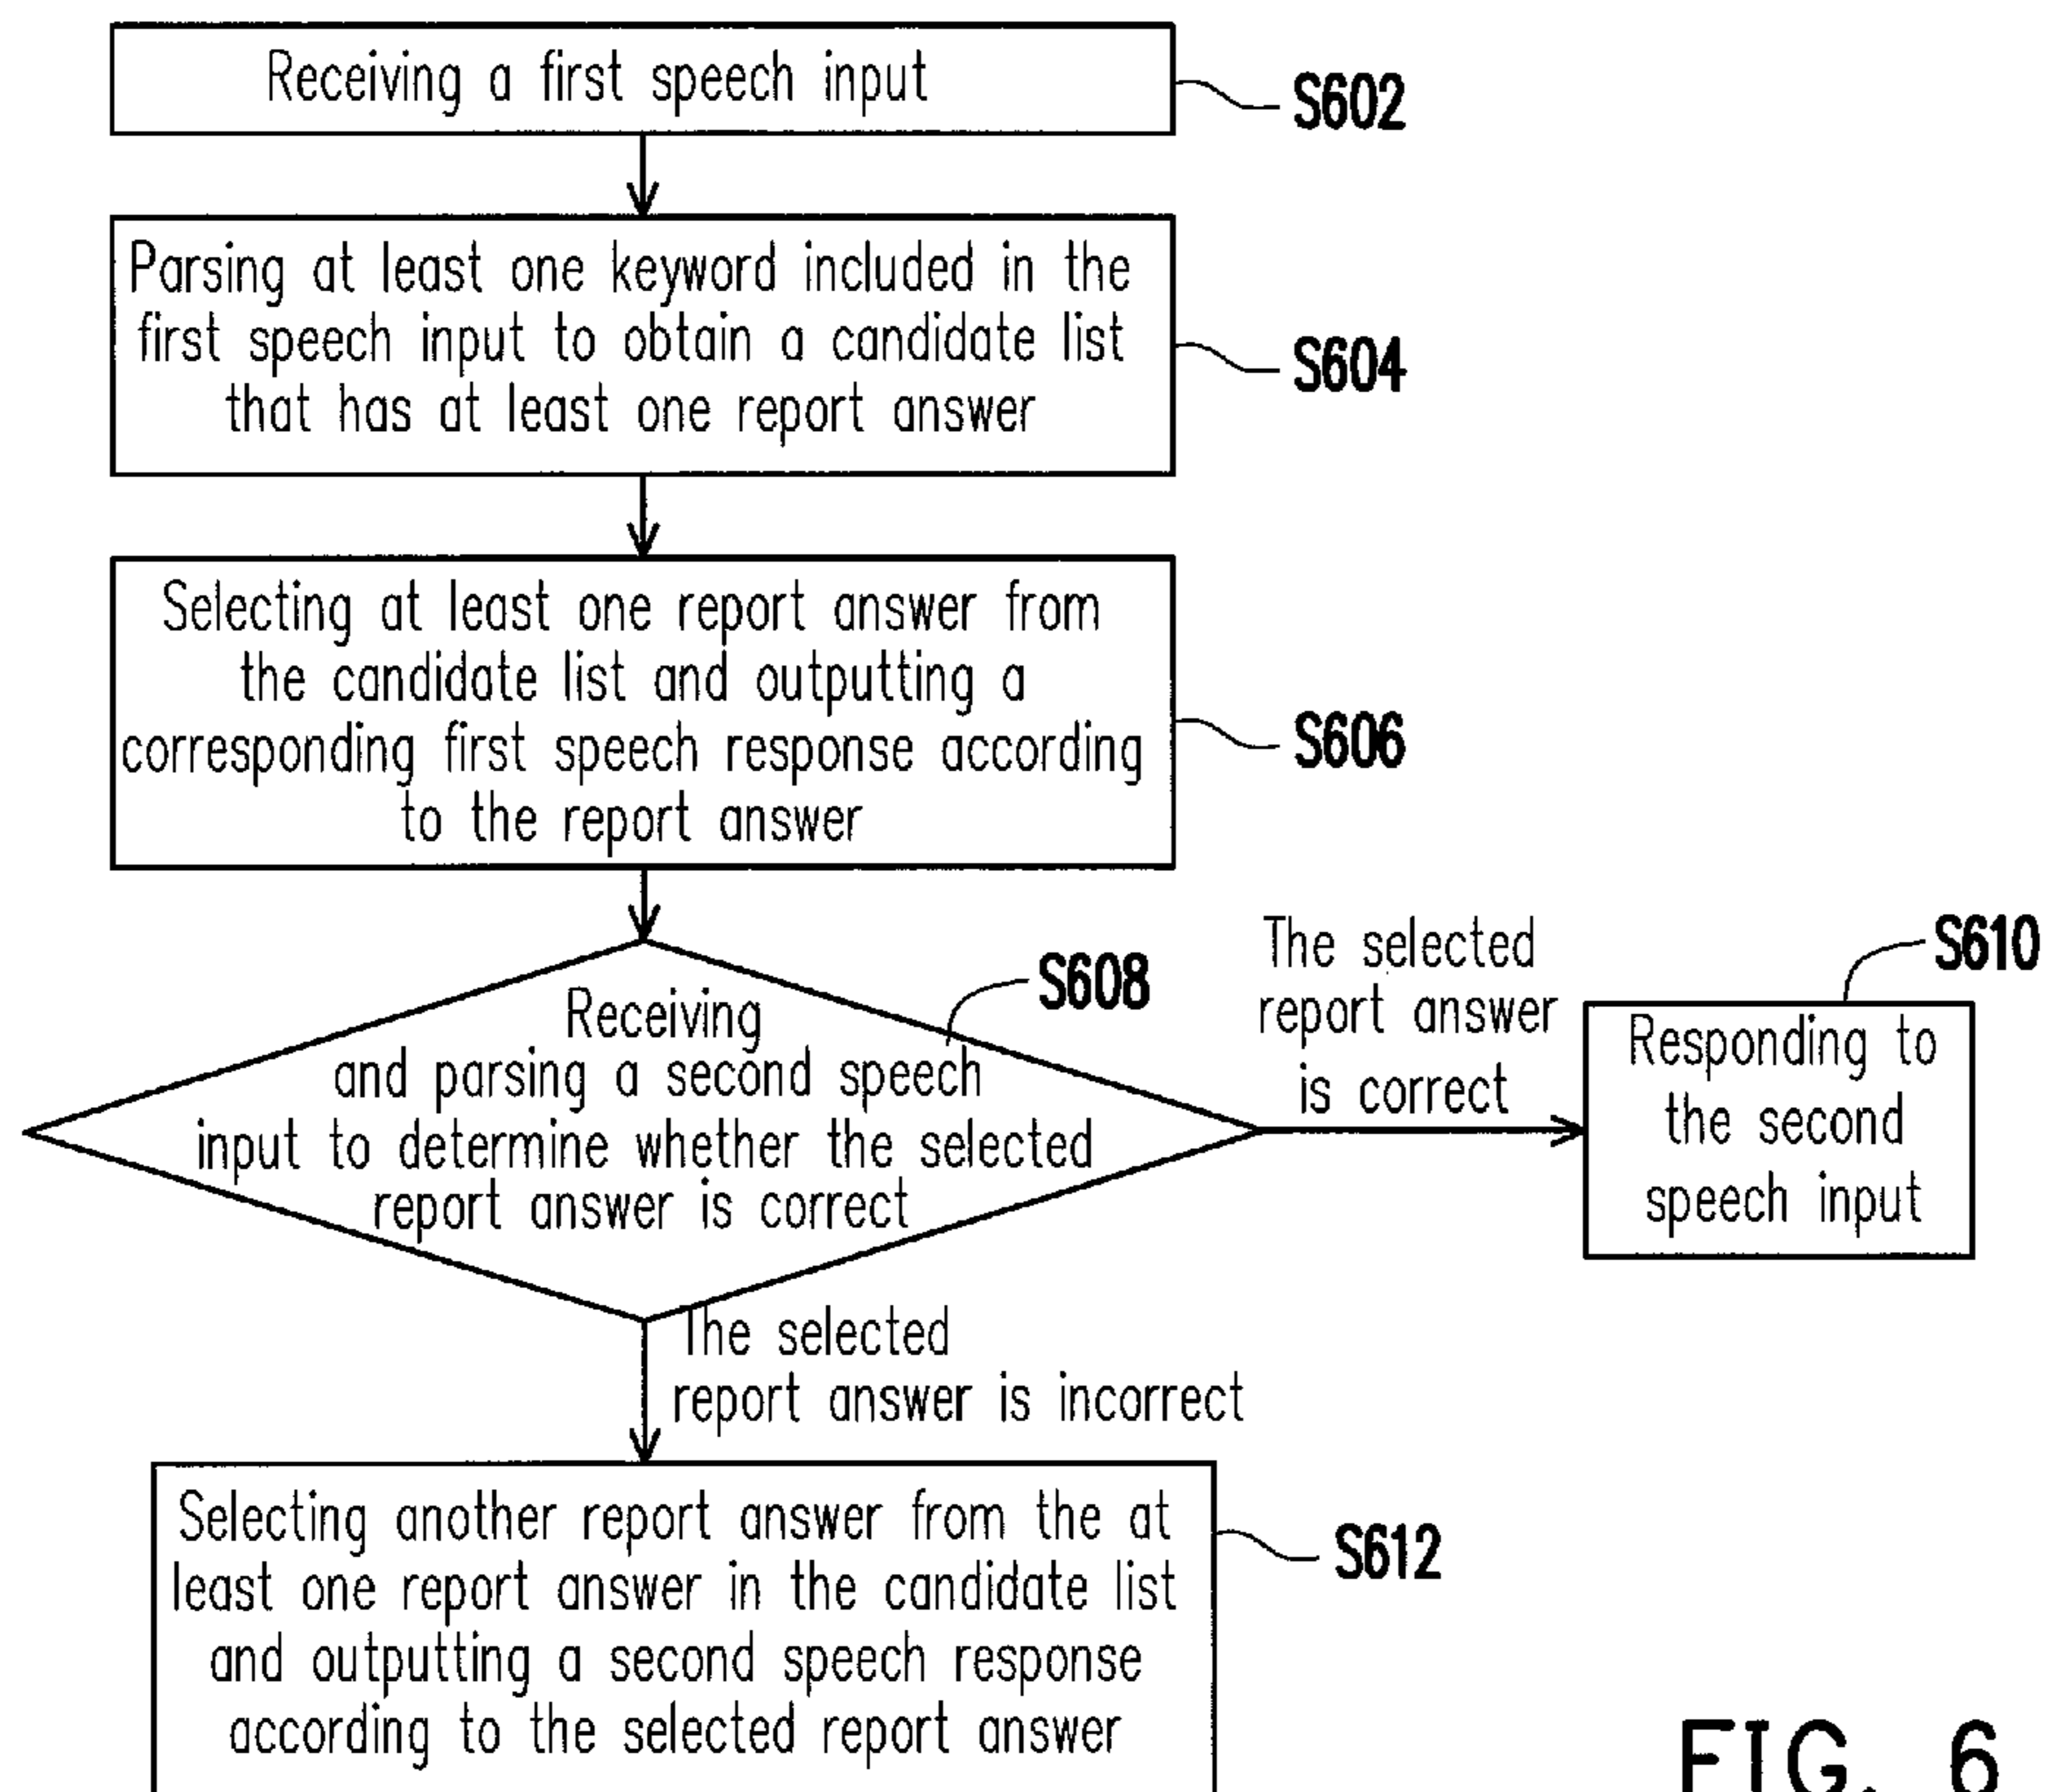 Receiving a first speech input
S602
Parsing at least one keyword included in the
first speech input to obtain a candidate list
that has at least one report answer
S604
Selecting at least one report answer from
the candidate list and outputting a
corresponding first speech response according
to the report answer
S606
Receiving
and parsing a second speech
input to determine whether the selected
report answer is correct
S608
The selected
report answer
is correct
S610
Responding to
the second
speech input
The selected
report answer is incorrect
Selecting another report answer from the at
least one report answer in the candidate list
and outputting a second speech response
according to the selected report answer
S612
FIG. 6